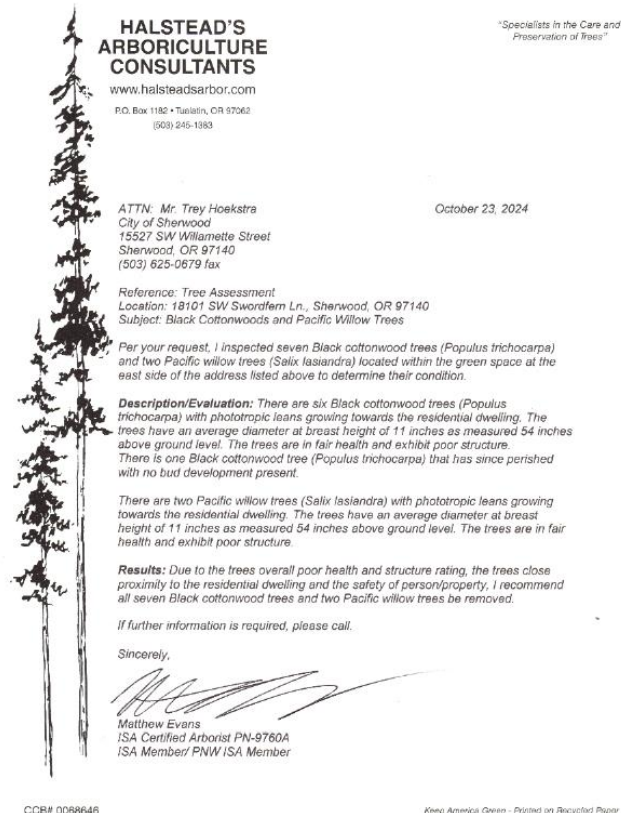 HALSTEAD'S
ARBORICULTURE
CONSULTANTS
www.halsteadsarbor.com
P.O. Box 1182 • Tualatin, OR 97062
(503) 245-1383
"Specialists in the Care and
Preservation of Trees"
ATTN: Mr. Trey Hoekstra
October 23, 2024
City of Sherwood
15527 SW Willamette Street
Sherwood, OR 97140
(503) 625-0679 fax
Reference: Tree Assessment
Location: 18101 SW Swordfern Ln., Sherwood, OR 97140
Subject: Black Cottonwoods and Pacific Willow Trees
Per your request, I inspected seven Black cottonwood trees (Populus trichocarpa)
and two Pacific willow trees (Salix lasiandra) located within the green space at the
east side of the address listed above to determine their condition.
Description/Evaluation: There are six Black cottonwood trees (Populus
trichocarpa) with phototropic leans growing towards the residential dwelling. The
trees have an average diameter at breast height of 11 inches as measured 54 inches
above ground level. The trees are in fair health and exhibit poor structure.
There is one Black cottonwood tree (Populus trichocarpa) that has since perished
with no bud development present.
There are two Pacific willow trees (Salix lasiandra) with phototropic leans growing
towards the residential dwelling. The trees have an average diameter at breast
height of 11 inches as measured 54 inches above ground level. The trees are in fair
health and exhibit poor structure.
Results: Due to the trees overall poor health and structure rating, the trees close
proximity to the residential dwelling and the safety of person/property, I recommend
all seven Black cottonwood trees and two Pacific willow trees be removed.
If further information is required, please call.
Sincerely,
Matthew Evans
ISA Certified Arborist PN-9760A
ISA Member/ PNW ISA Member
CCB# 0068646
Keep America Green - Printed on Recycled Paper